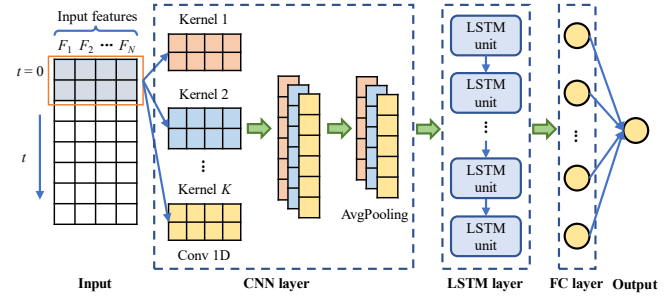 Input features
F1 F2 ··· FN
t = 0
t
Input
Kernel 1
Kernel 2
⋮
Kernel K
Conv 1D
AvgPooling
CNN layer
LSTM
unit
LSTM
unit
···
LSTM
unit
LSTM
unit
LSTM layer
⋮
FC layer
Output